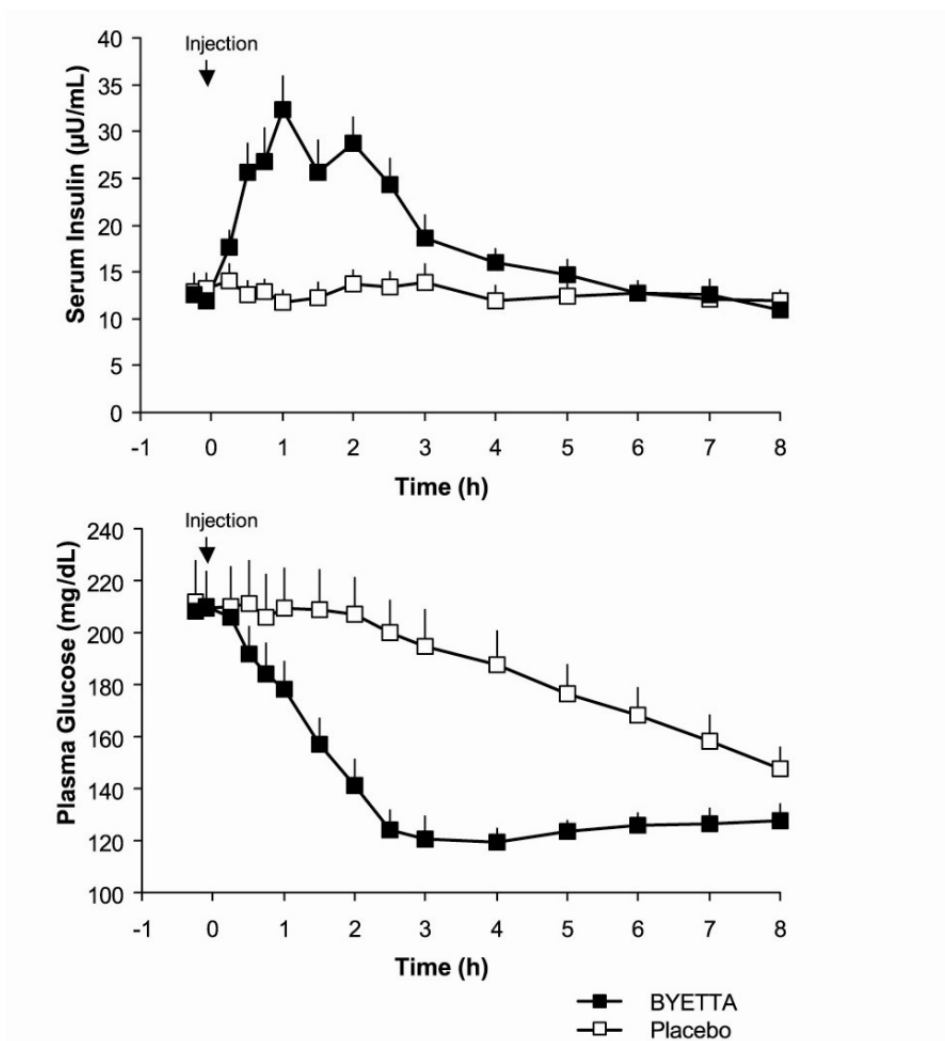 Injection
40
35
30
25
20
15
10
5
0
Serum Insulin (µU/mL)
-1 0 1 2 3 4 5 6 7 8
Time (h)
Injection
240
220
200
180
160
140
120
100
Plasma Glucose (mg/dL)
-1 0 1 2 3 4 5 6 7 8
Time (h)
BYETTA
Placebo